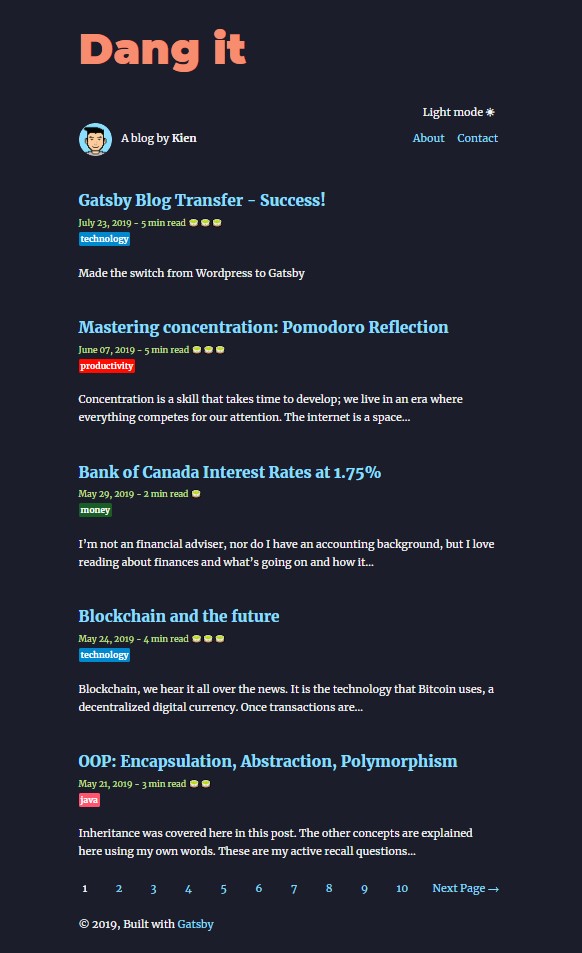 Dang it
Light mode ☀
A blog by Kien
About Contact
Gatsby Blog Transfer - Success!
July 23, 2019 - 5 min read 🍵🍵🍵
technology
Made the switch from Wordpress to Gatsby
Mastering concentration: Pomodoro Reflection
June 07, 2019 - 5 min read 🍵🍵🍵
productivity
Concentration is a skill that takes time to develop; we live in an era where
everything competes for our attention. The internet is a space...
Bank of Canada Interest Rates at 1.75%
May 29, 2019 - 2 min read 🍵
money
I'm not an financial adviser, nor do I have an accounting background, but I love
reading about finances and what's going on and how it...
Blockchain and the future
May 24, 2019 - 4 min read 🍵🍵🍵
technology
Blockchain, we hear it all over the news. It is the technology that Bitcoin uses, a
decentralized digital currency. Once transactions are...
OOP: Encapsulation, Abstraction, Polymorphism
May 21, 2019 - 3 min read 🍵🍵
java
Inheritance was covered here in this post. The other concepts are explained
here using my own words. These are my active recall questions...
1 2 3 4 5 6 7 8 9 10 Next Page →
© 2019, Built with Gatsby